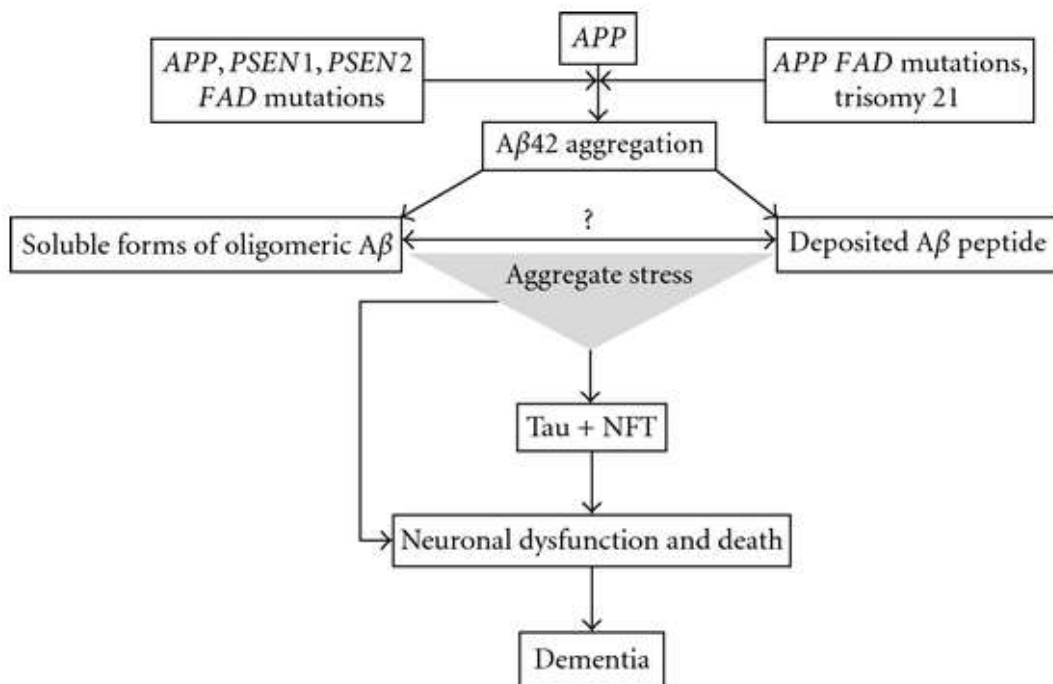 APP
APP, PSEN1, PSEN2
FAD mutations
APP FAD mutations,
trisomy 21
Aβ42 aggregation
?
Soluble forms of oligomeric Aβ
Deposited Aβ peptide
Aggregate stress
Tau + NFT
Neuronal dysfunction and death
Dementia